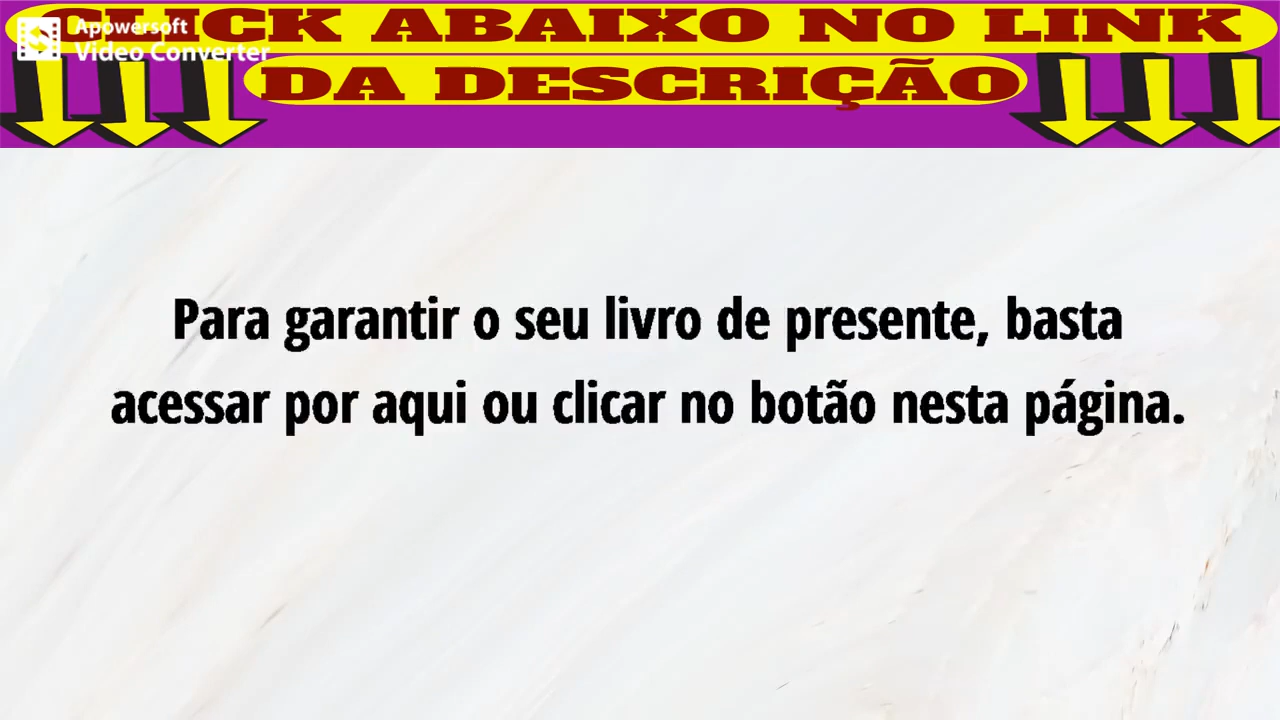 CLICK ABAIXO NO LINK
DA DESCRIÇÃO
Apowersoft
Video Converter
Para garantir o seu livro de presente, basta
acessar por aqui ou clicar no botão nesta página.